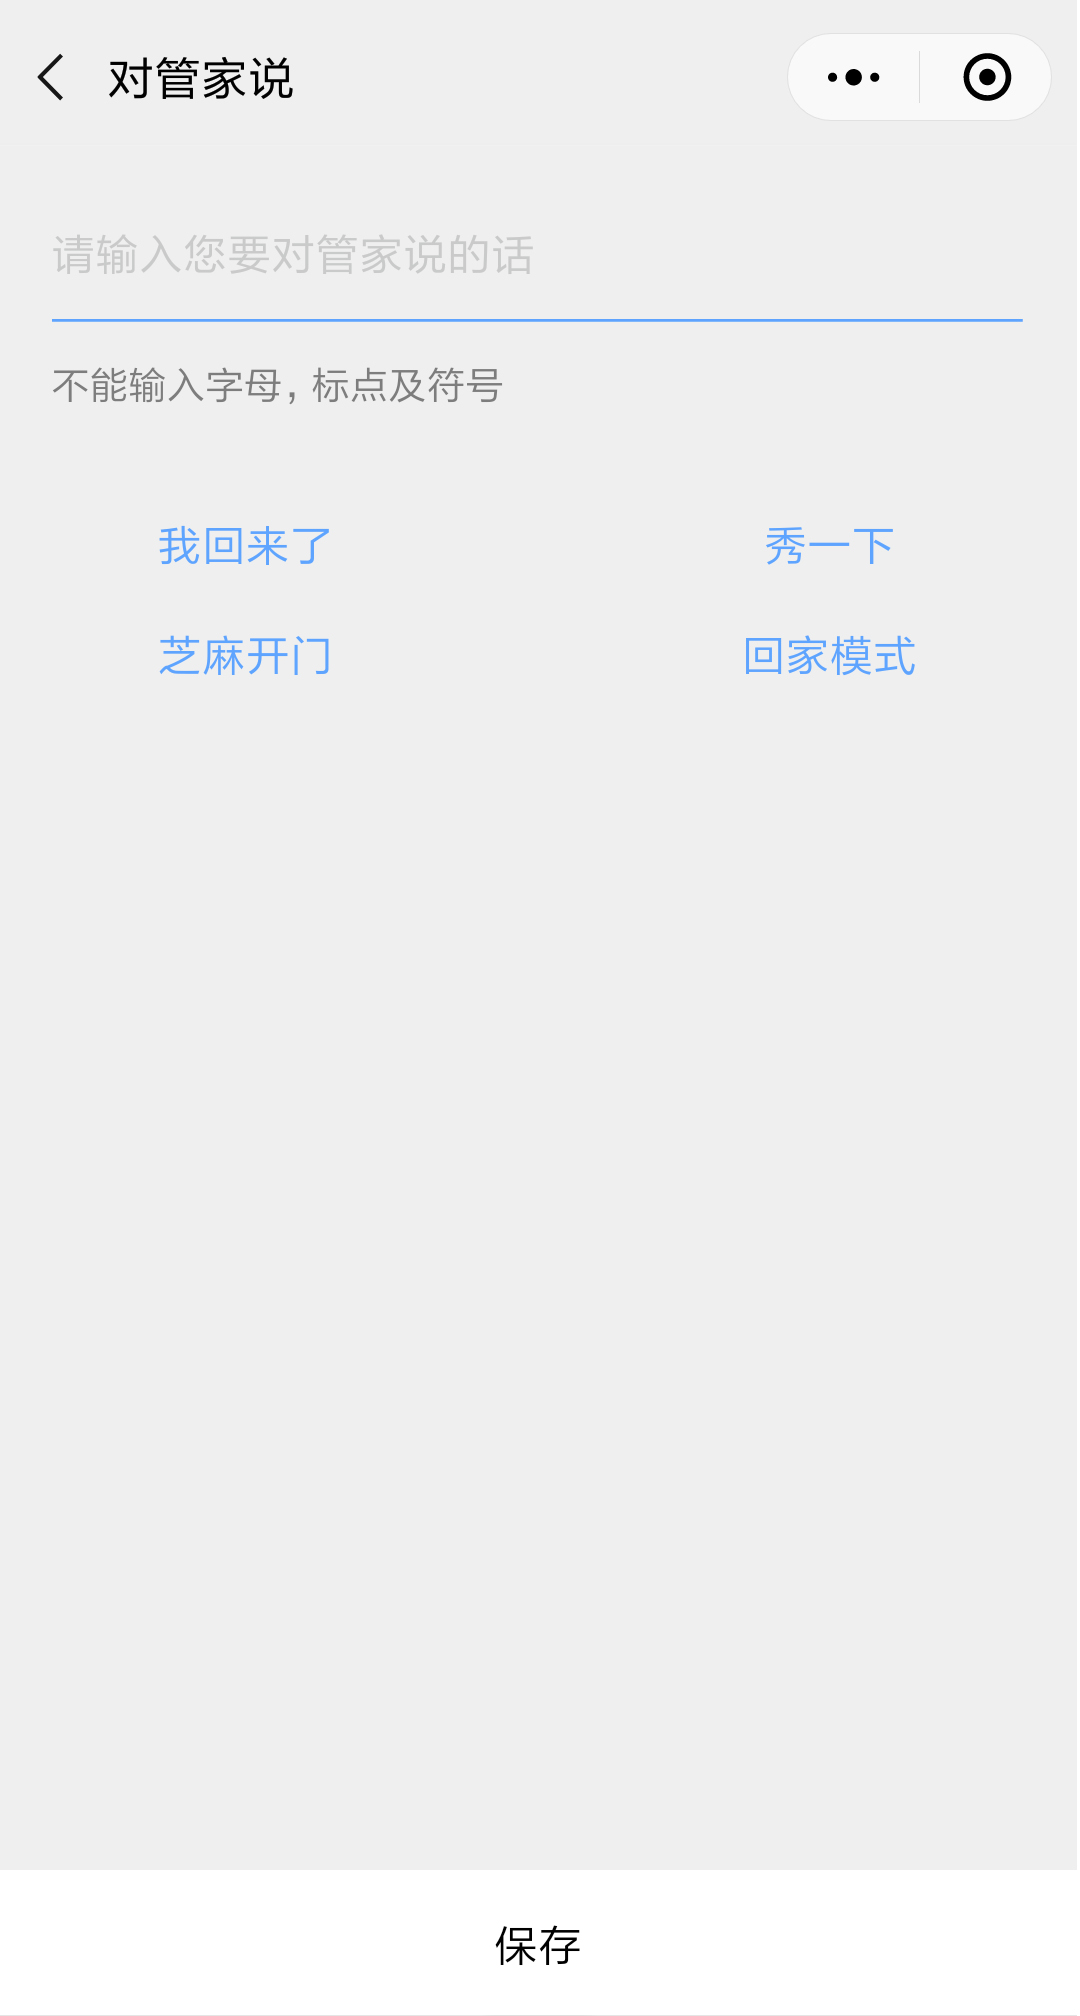 对管家说
请输入您要对管家说的话
不能输入字母，标点及符号
我回来了
秀一下
芝麻开门
回家模式
保存